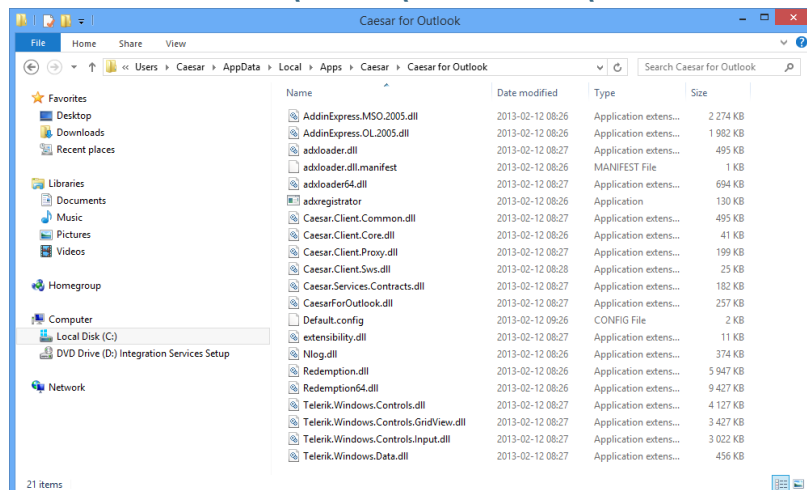 Caesar for Outlook
File Home Share View
« Users Caesar AppData Local Apps Caesar Caesar for Outlook Search Caesar for Outlook
Name Date modified Type Size
Favorites
Desktop
Downloads
Recent places
Libraries
Documents
Music
Pictures
Videos
Homegroup
Computer
Local Disk (C:)
DVD Drive (D:) Integration Services Setup
Network
AddinExpress.MSO.2005.dll 2013-02-12 08:26 Application extens... 2 274 KB
AddinExpress.OL.2005.dll 2013-02-12 08:26 Application extens... 1 982 KB
adxloader.dll 2013-02-12 08:27 Application extens... 495 KB
adxloader.dll.manifest 2013-02-12 08:26 MANIFEST File 1 KB
adxloader64.dll 2013-02-12 08:27 Application extens... 694 KB
adxregistrator 2013-02-12 08:26 Application 130 KB
Caesar.Client.Common.dll 2013-02-12 08:27 Application extens... 495 KB
Caesar.Client.Core.dll 2013-02-12 08:26 Application extens... 41 KB
Caesar.Client.Proxy.dll 2013-02-12 08:27 Application extens... 199 KB
Caesar.Client.Sws.dll 2013-02-12 08:28 Application extens... 25 KB
Caesar.Services.Contracts.dll 2013-02-12 08:27 Application extens... 182 KB
CaesarForOutlook.dll 2013-02-12 08:27 Application extens... 257 KB
Default.config 2013-02-12 09:26 CONFIG File 2 KB
extensibility.dll 2013-02-12 08:27 Application extens... 11 KB
Nlog.dll 2013-02-12 08:26 Application extens... 374 KB
Redemption.dll 2013-02-12 08:26 Application extens... 5 947 KB
Redemption64.dll 2013-02-12 08:26 Application extens... 9 427 KB
Telerik.Windows.Controls.dll 2013-02-12 08:27 Application extens... 4 127 KB
Telerik.Windows.Controls.GridView.dll 2013-02-12 08:27 Application extens... 3 427 KB
Telerik.Windows.Controls.Input.dll 2013-02-12 08:27 Application extens... 3 022 KB
Telerik.Windows.Data.dll 2013-02-12 08:27 Application extens... 456 KB
21 items